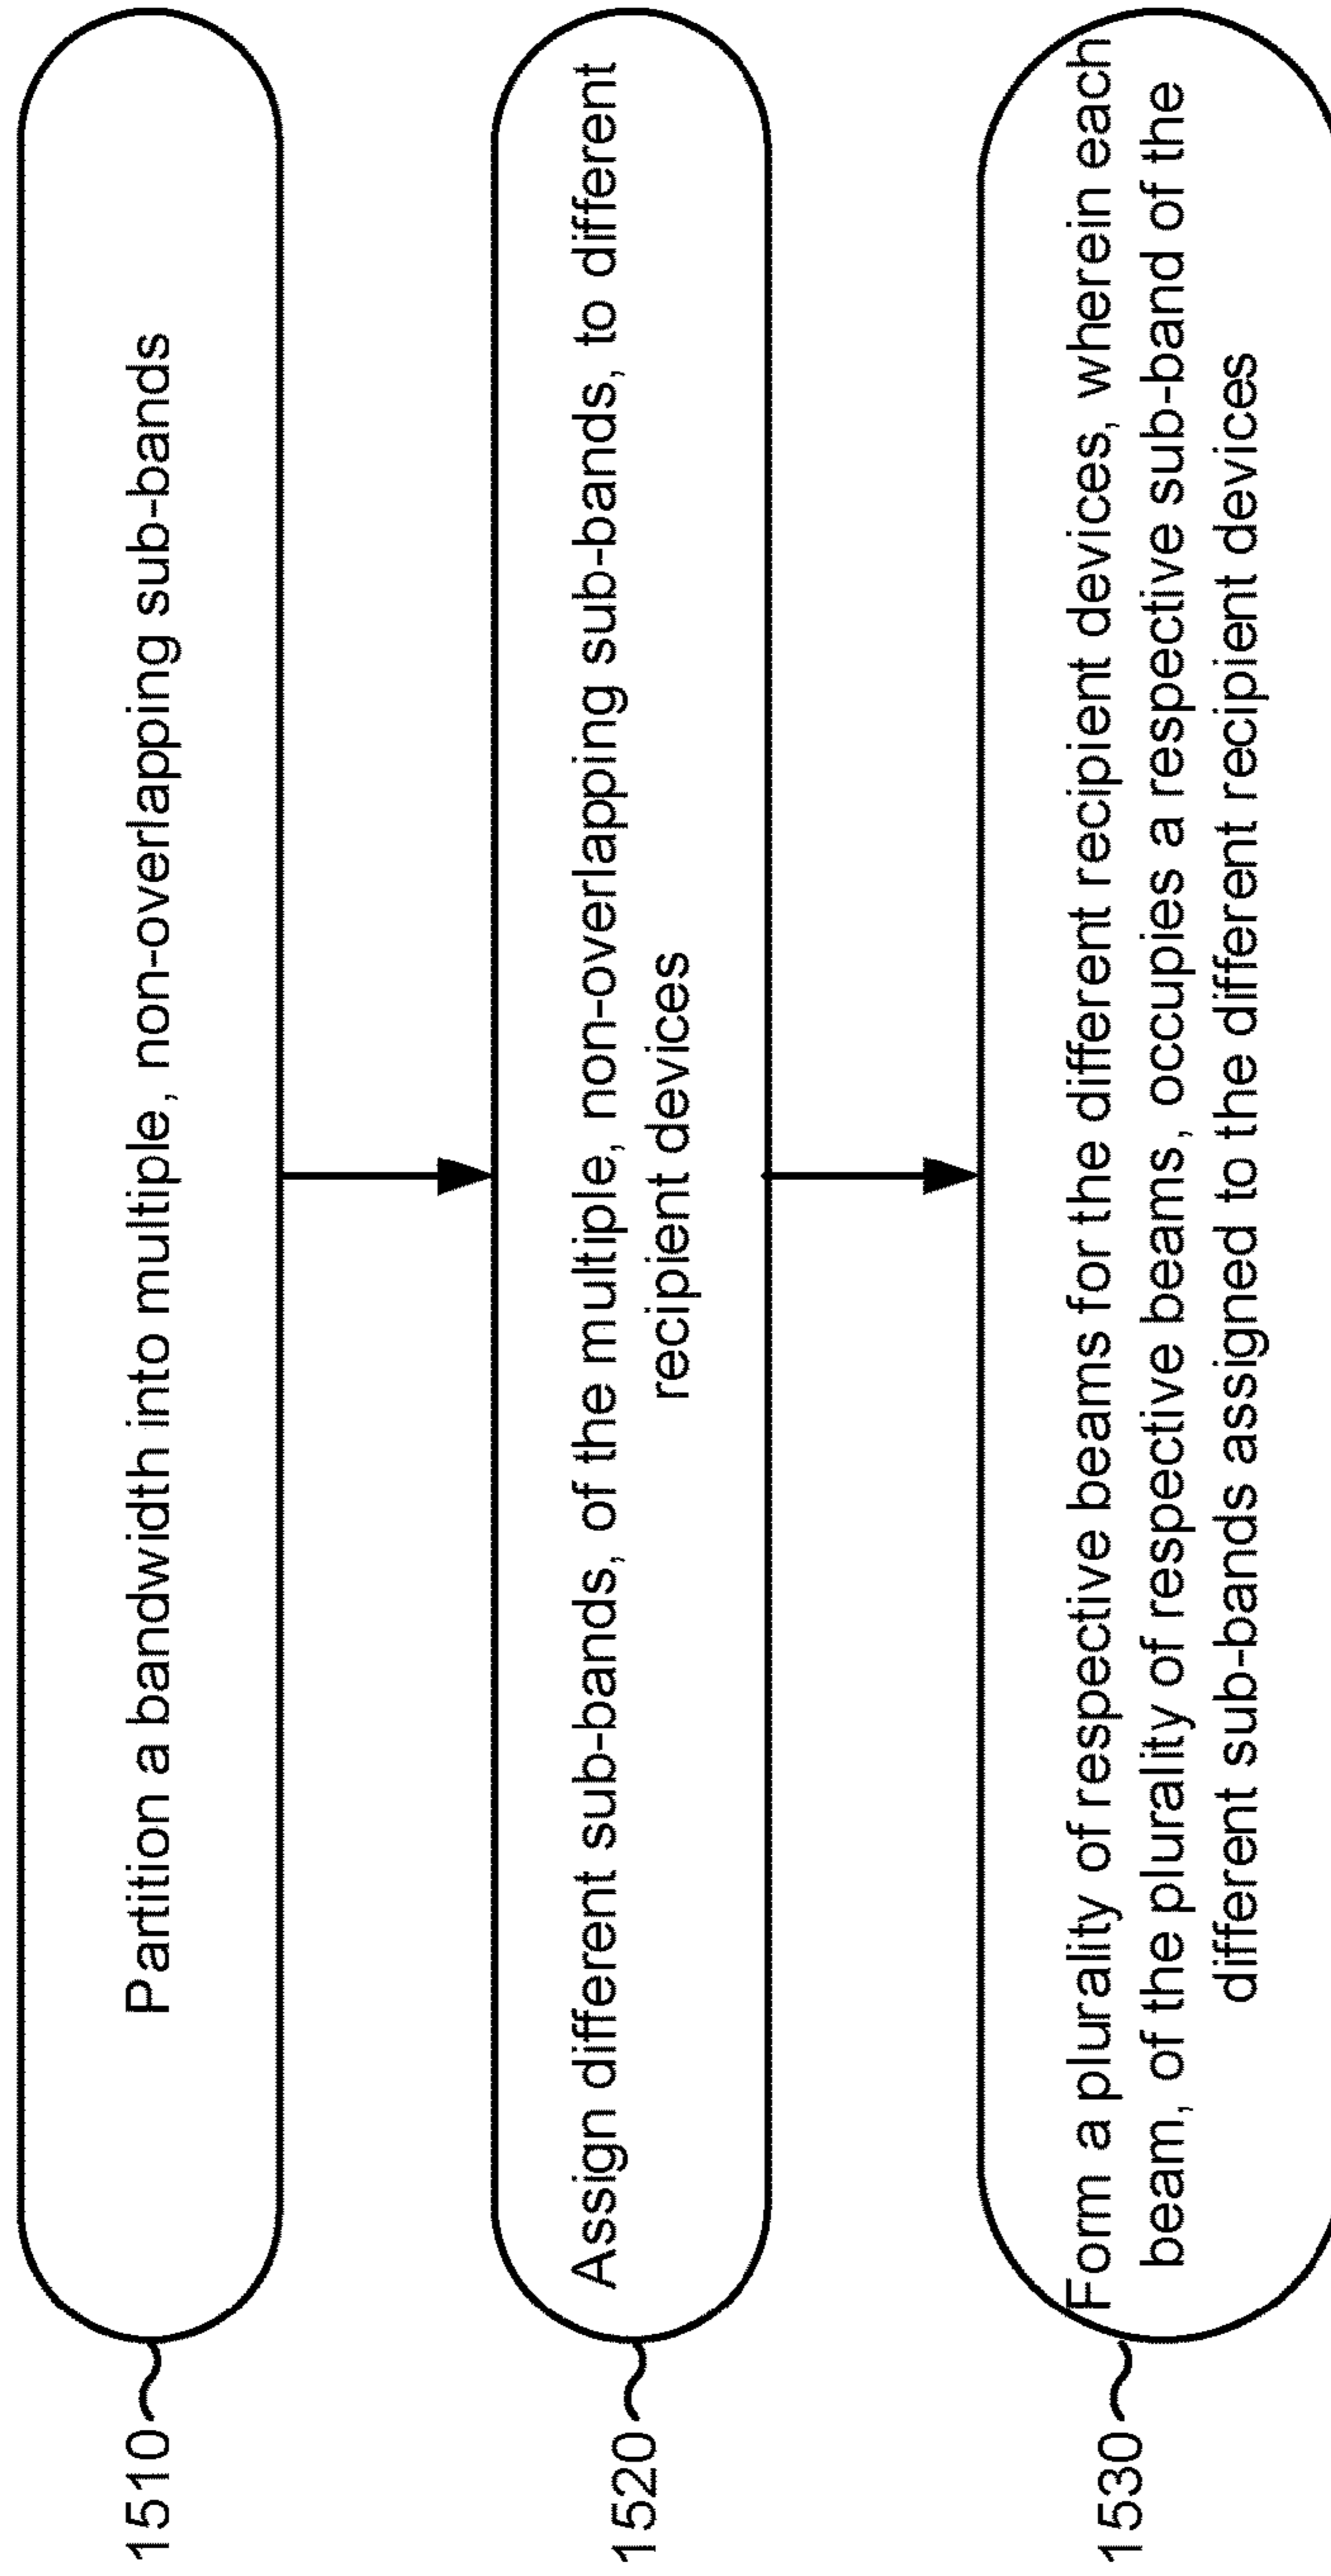 1510
Partition a bandwidth into multiple, non-overlapping sub-bands
1520
Assign different sub-bands, of the multiple, non-overlapping sub-bands, to different
recipient devices
1530
Form a plurality of respective beams for the different recipient devices, wherein each
beam, of the plurality of respective beams, occupies a respective sub-band of the
different sub-bands assigned to the different recipient devices